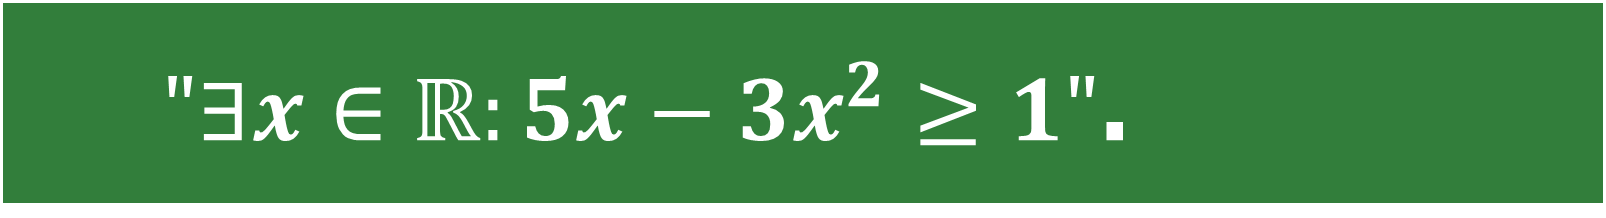 "∃x ∈ ℝ: 5x − 3x² ≥ 1".